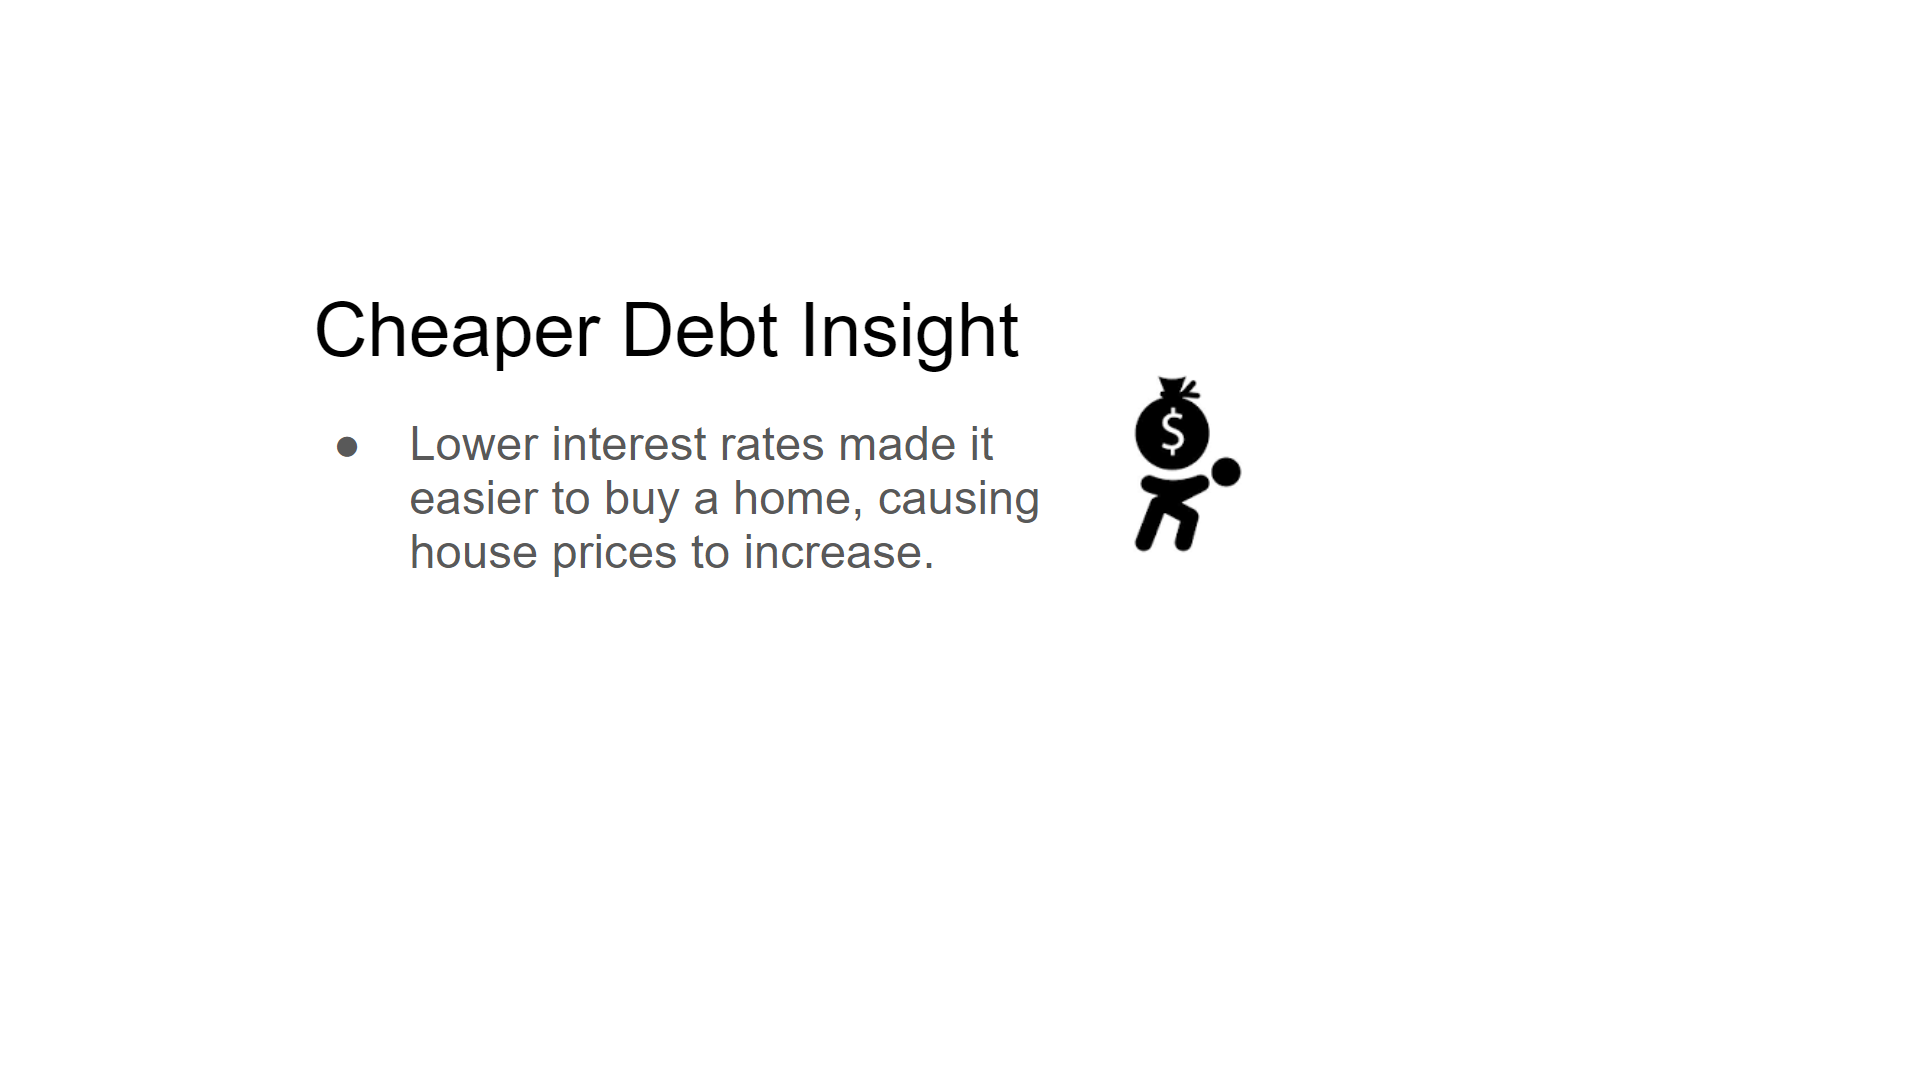 Cheaper Debt Insight
● Lower interest rates made it
easier to buy a home, causing
house prices to increase.
$